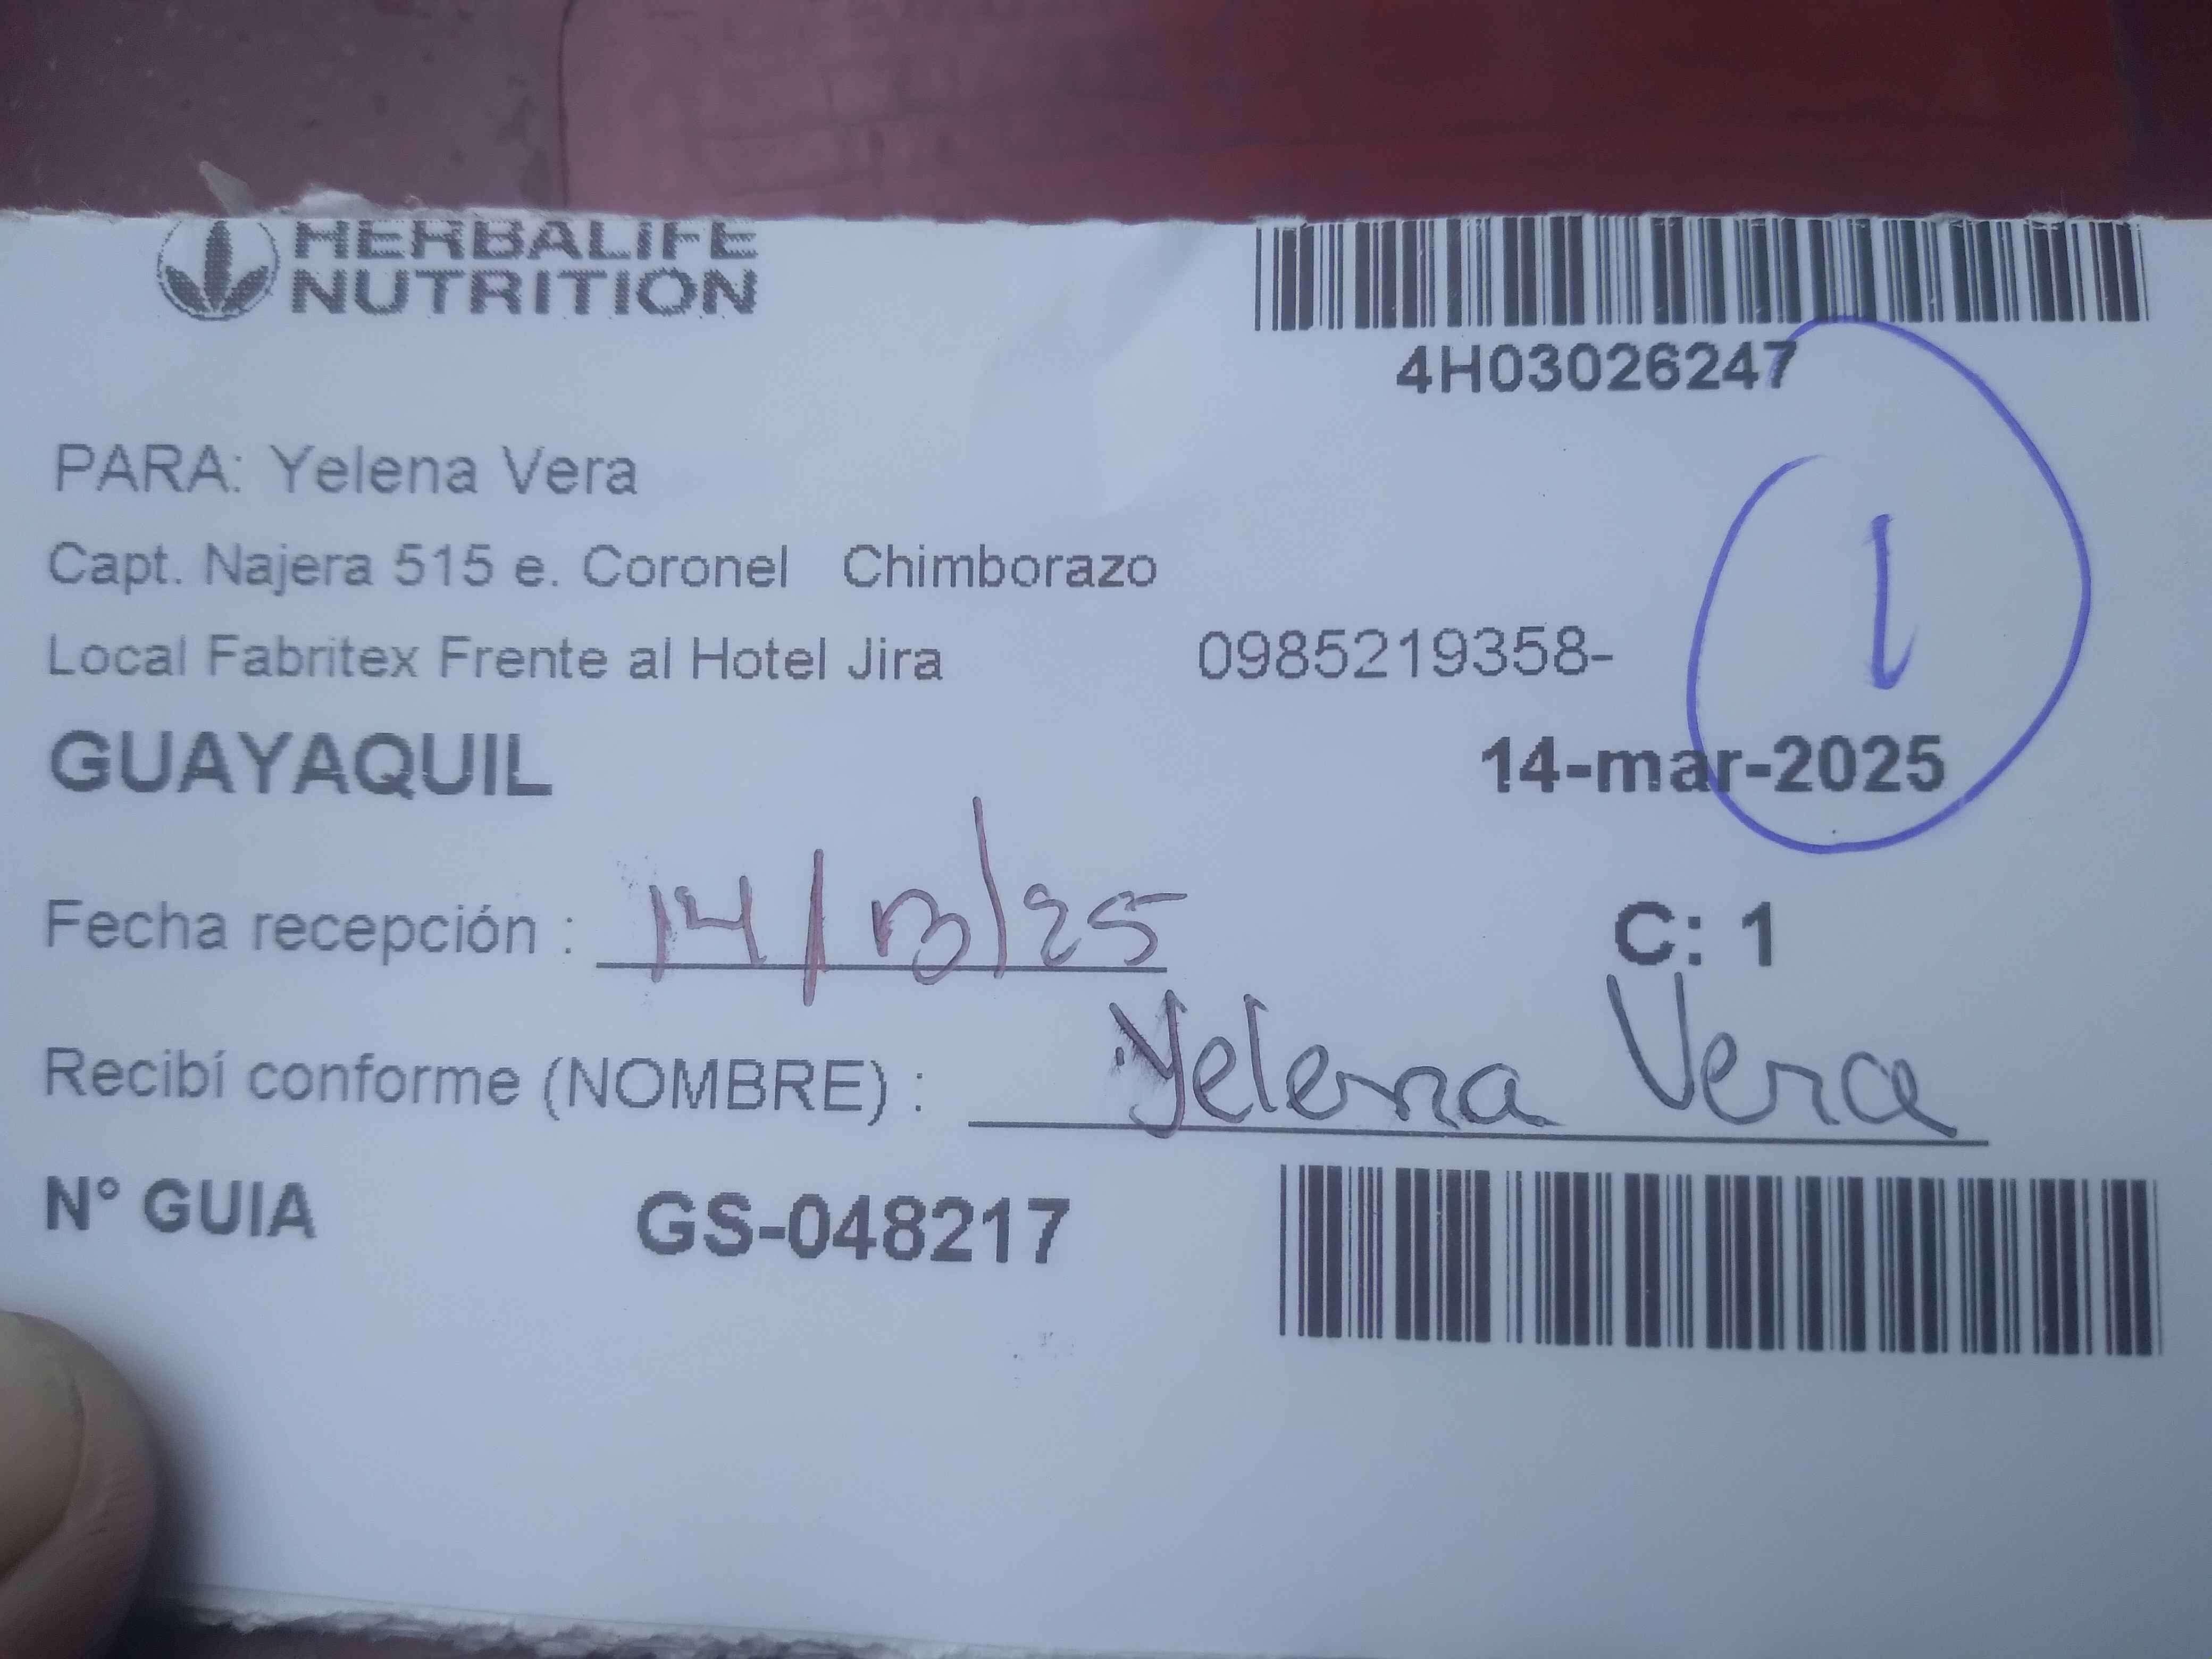 HERBALIFE
NUTRITION
4H03026247
PARA: Yelena Vera
Capt. Najera 515 e. Coronel Chimborazo
Local Fabritex Frente al Hotel Jira 0985219358-
1
GUAYAQUIL 14-mar-2025
Fecha recepción : 14/03/25
C: 1
Recibí conforme (NOMBRE) : Yelena Vera
N° GUIA GS-048217